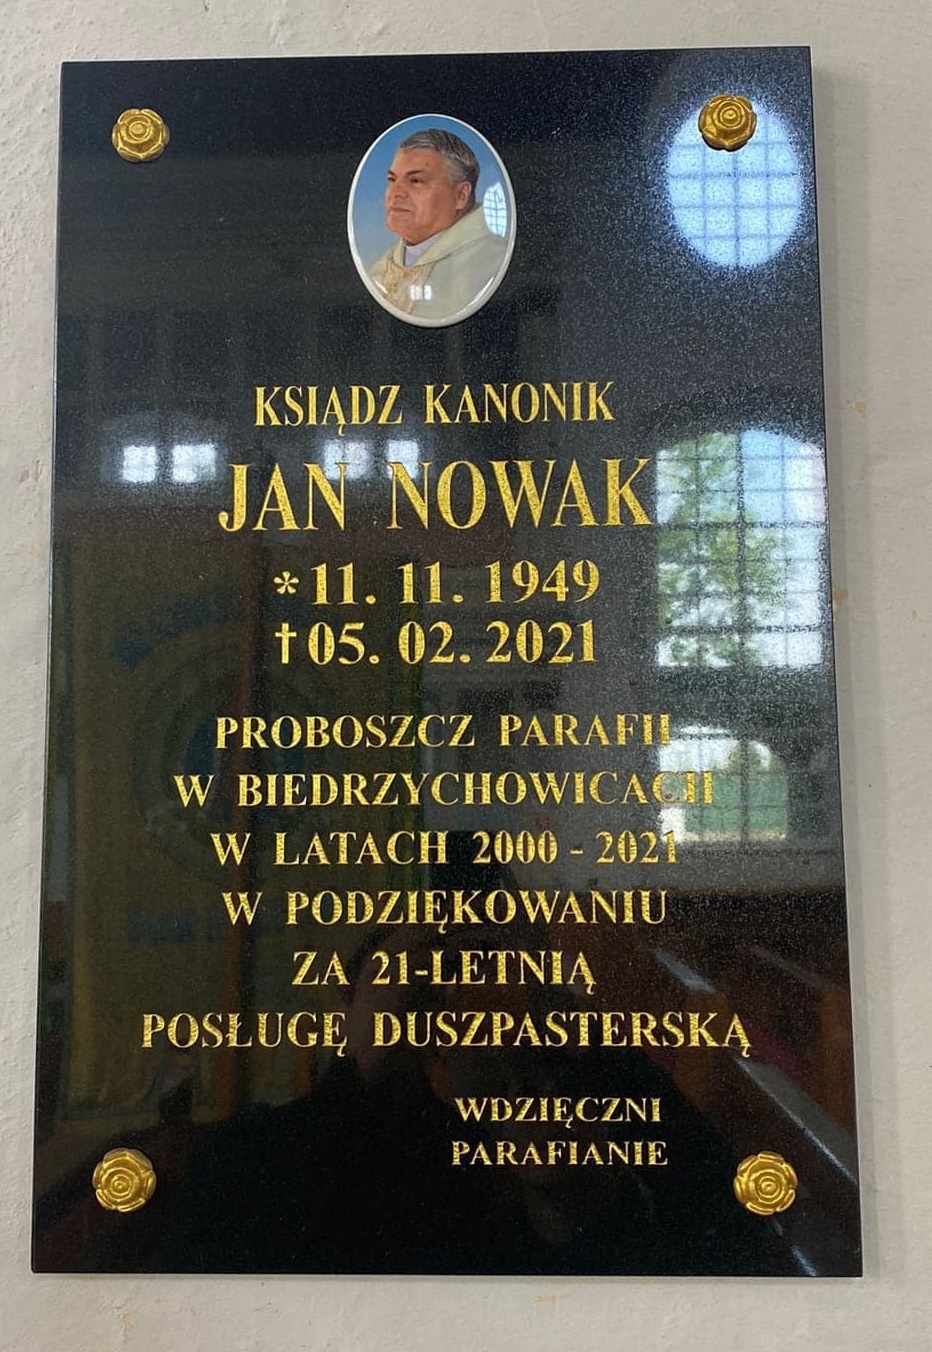 KSIĄDZ KANONIK
JAN NOWAK
*11. 11. 1949
†05. 02. 2021
PROBOSZCZ PARAFII
W BIEDRZYCHOWICACH
W LATACH 2000 - 2021
W PODZIĘKOWANIU
ZA 21-LETNIĄ
POSŁUGĘ DUSZPASTERSKĄ
WDZIĘCZNI
PARAFIANIE